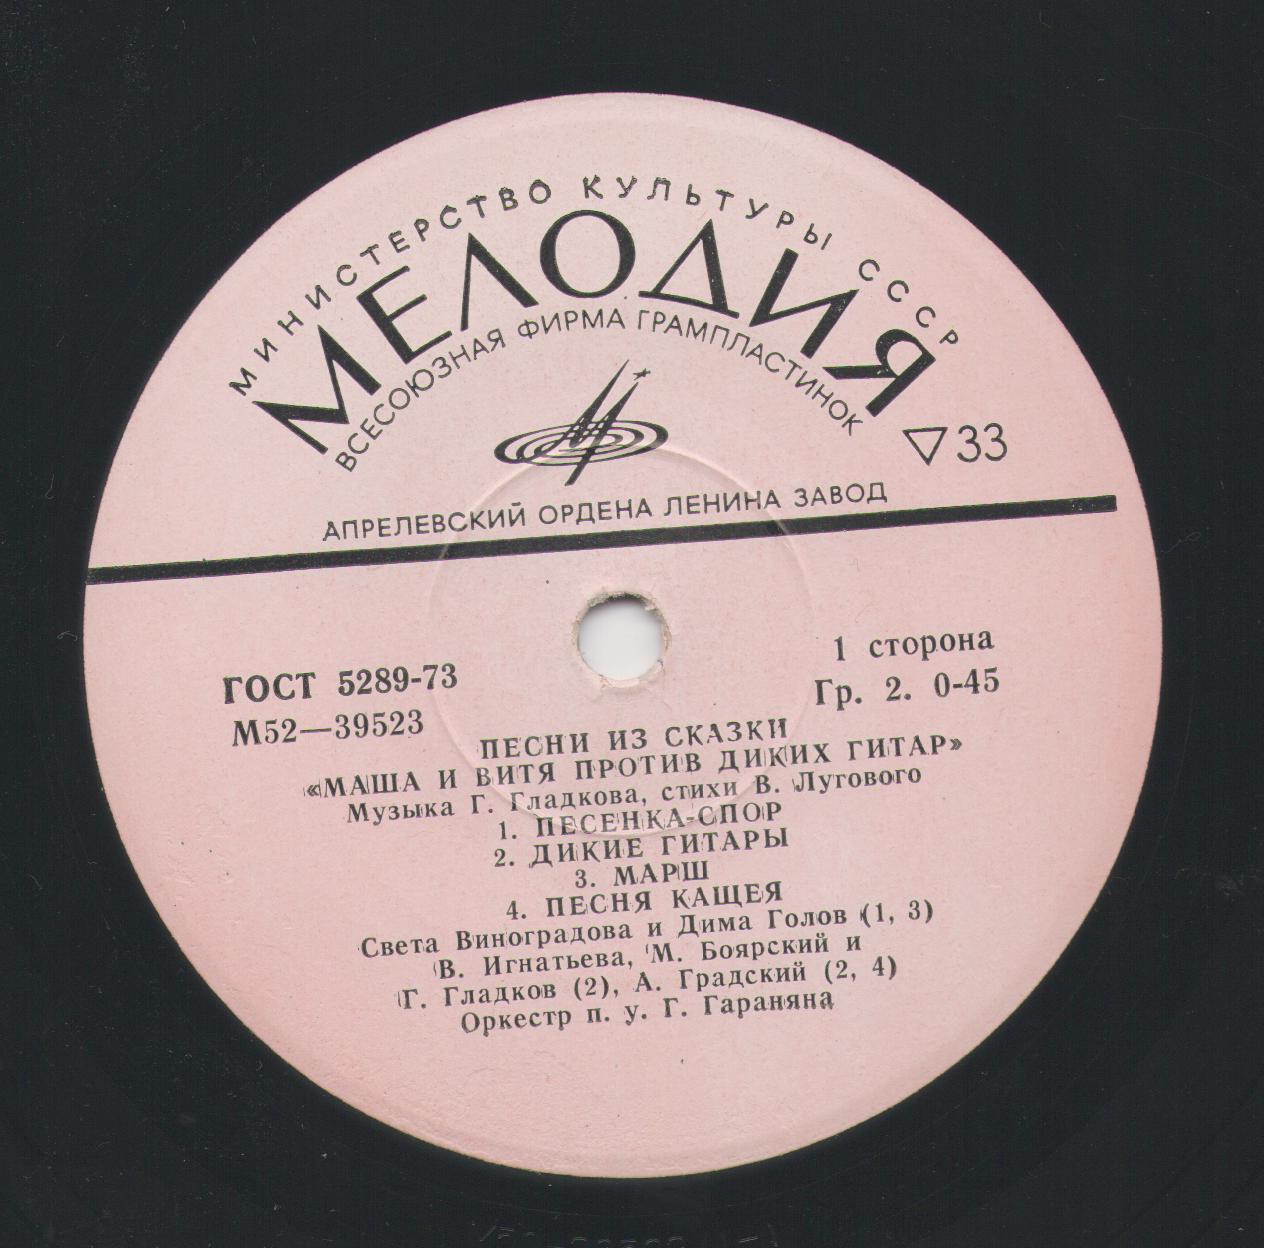 МИНИСТЕРСТВО КУЛЬТУРЫ СССР
МЕЛОДИЯ
ВСЕСОЮЗНАЯ ФИРМА ГРАМПЛАСТИНОК
33
АПРЕЛЕВСКИЙ ОРДЕНА ЛЕНИНА ЗАВОД
ГОСТ 5289-73
М52—39523
1 сторона
Гр. 2. 0-45
ПЕСНИ ИЗ СКАЗКИ
«МАША И ВИТЯ ПРОТИВ ДИКИХ ГИТАР»
Музыка Г. Гладкова, стихи В. Лугового
1. ПЕСЕНКА-СПОР
2. ДИКИЕ ГИТАРЫ
3. МАРШ
4. ПЕСНЯ КАЩЕЯ
Света Виноградова и Дима Голов (1, 3)
В. Игнатьева, М. Боярский и
Г. Гладков (2), А. Градский (2, 4)
Оркестр п. у. Г. Гараняна